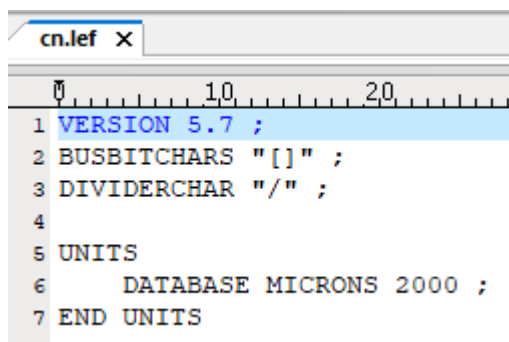 cn.lef X
0 10 20
1 VERSION 5.7 ;
2 BUSBITCHARS "[]" ;
3 DIVIDERCHAR "/" ;
4
5 UNITS
6     DATABASE MICRONS 2000 ;
7 END UNITS